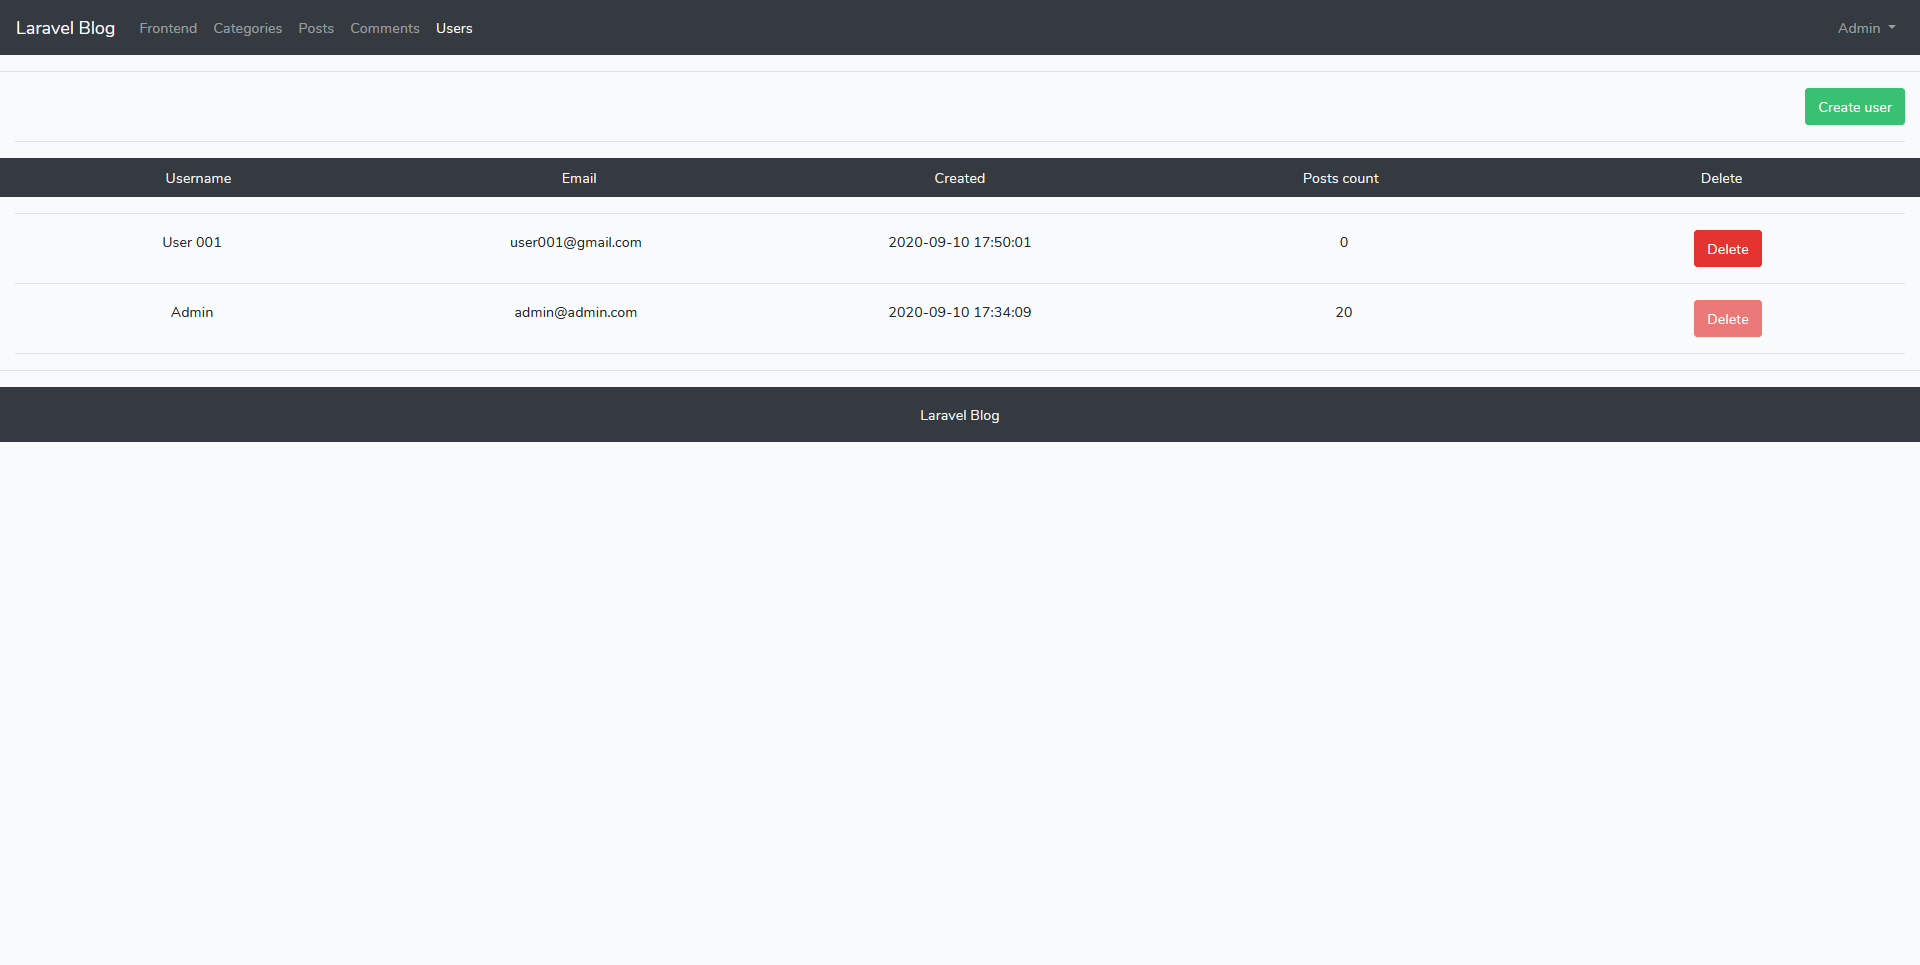 Laravel Blog Frontend Categories Posts Comments Users Admin
Create user
Username Email Created Posts count Delete
User 001 user001@gmail.com 2020-09-10 17:50:01 0 Delete
Admin admin@admin.com 2020-09-10 17:34:09 20 Delete
Laravel Blog